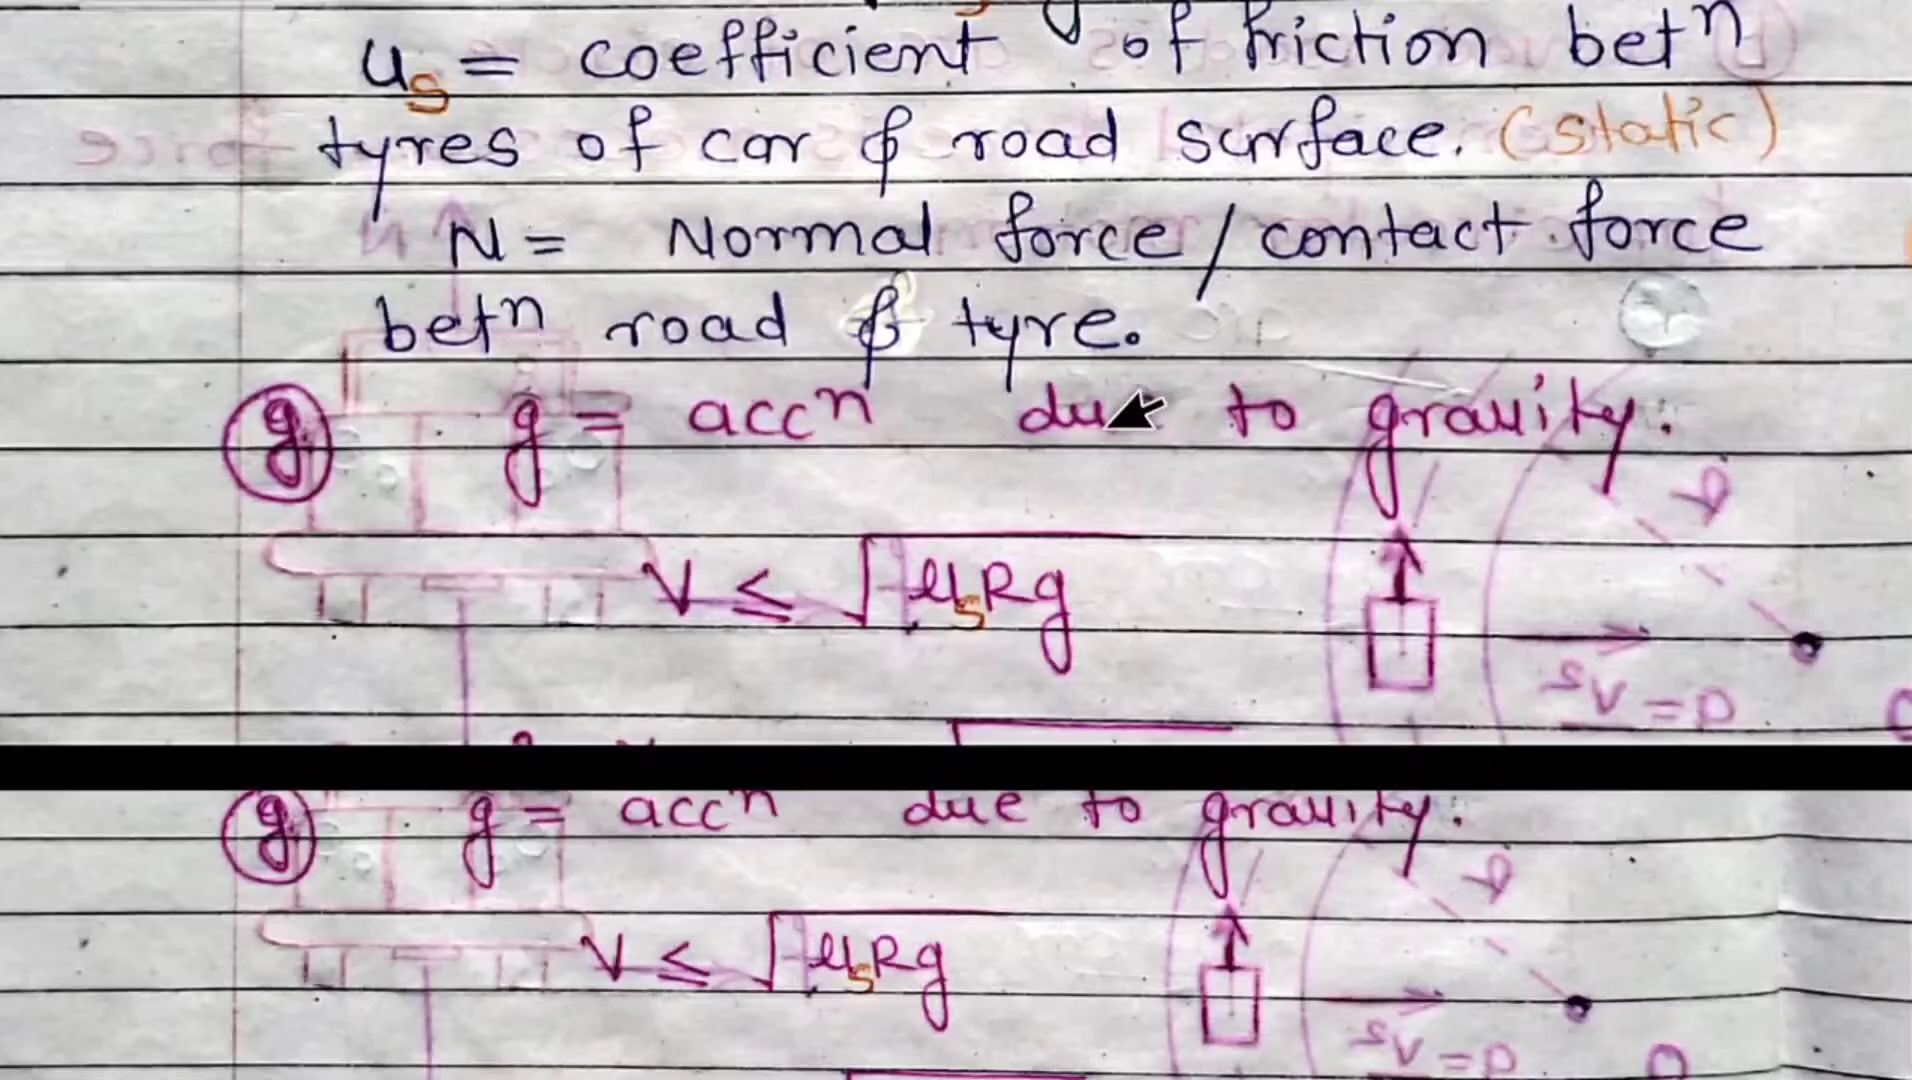 μs = coefficient of friction betⁿ
tyres of car & road surface. (static)
N = Normal force / contact force
betⁿ road & tyre.
g g = accⁿ due to gravity.
V ≤ √μsRg
g g = accⁿ due to gravity.
V ≤ √μsRg